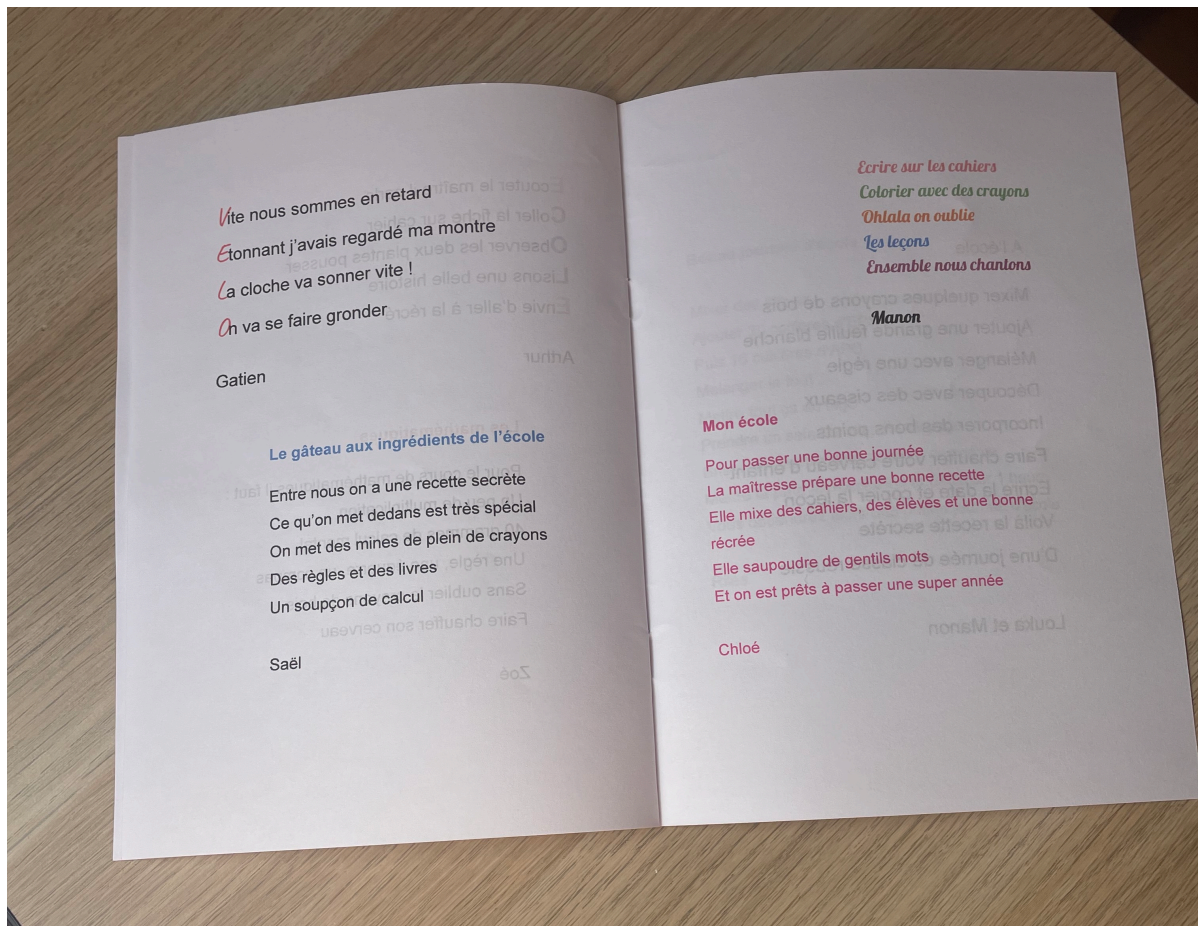 Vite nous sommes en retard
Etonnant j'avais regardé ma montre
La cloche va sonner vite !
On va se faire gronder
Gatien
Le gâteau aux ingrédients de l'école
Entre nous on a une recette secrète
Ce qu'on met dedans est très spécial
On met des mines de plein de crayons
Des règles et des livres
Un soupçon de calcul
Saël
Ecrire sur les cahiers
Colorier avec des crayons
Ohlala on oublie
Les leçons
Ensemble nous chantons
Manon
Mon école
Pour passer une bonne journée
La maîtresse prépare une bonne recette
Elle mixe des cahiers, des élèves et une bonne
récrée
Elle saupoudre de gentils mots
Et on est prêts à passer une super année
Chloé